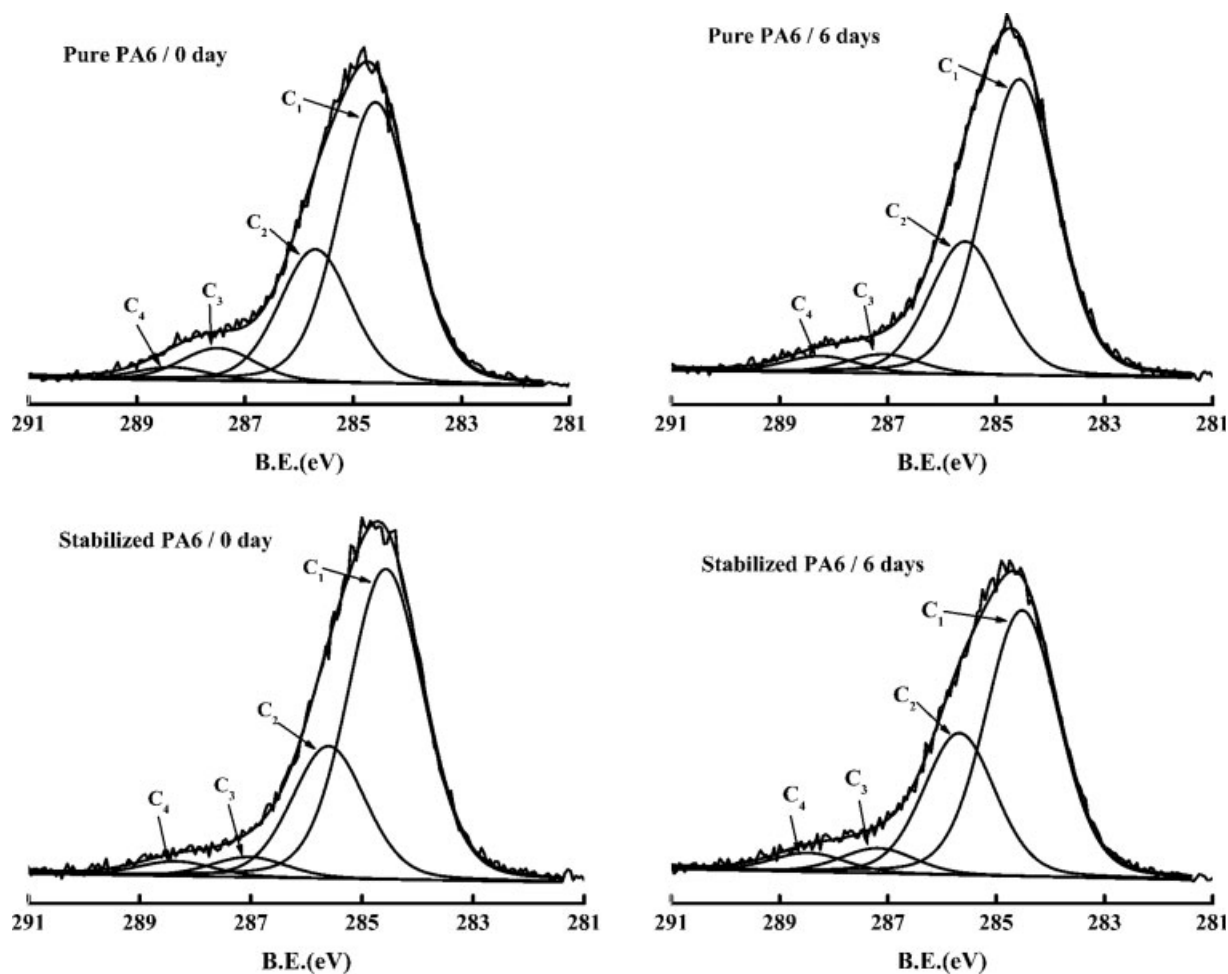 Pure PA6 / 0 day
C1
C2
C3
C4
291 289 287 285 283 281
B.E.(eV)
Pure PA6 / 6 days
C1
C2
C3
C4
291 289 287 285 283 281
B.E.(eV)
Stabilized PA6 / 0 day
C1
C2
C3
C4
291 289 287 285 283 281
B.E.(eV)
Stabilized PA6 / 6 days
C1
C2
C3
C4
291 289 287 285 283 281
B.E.(eV)